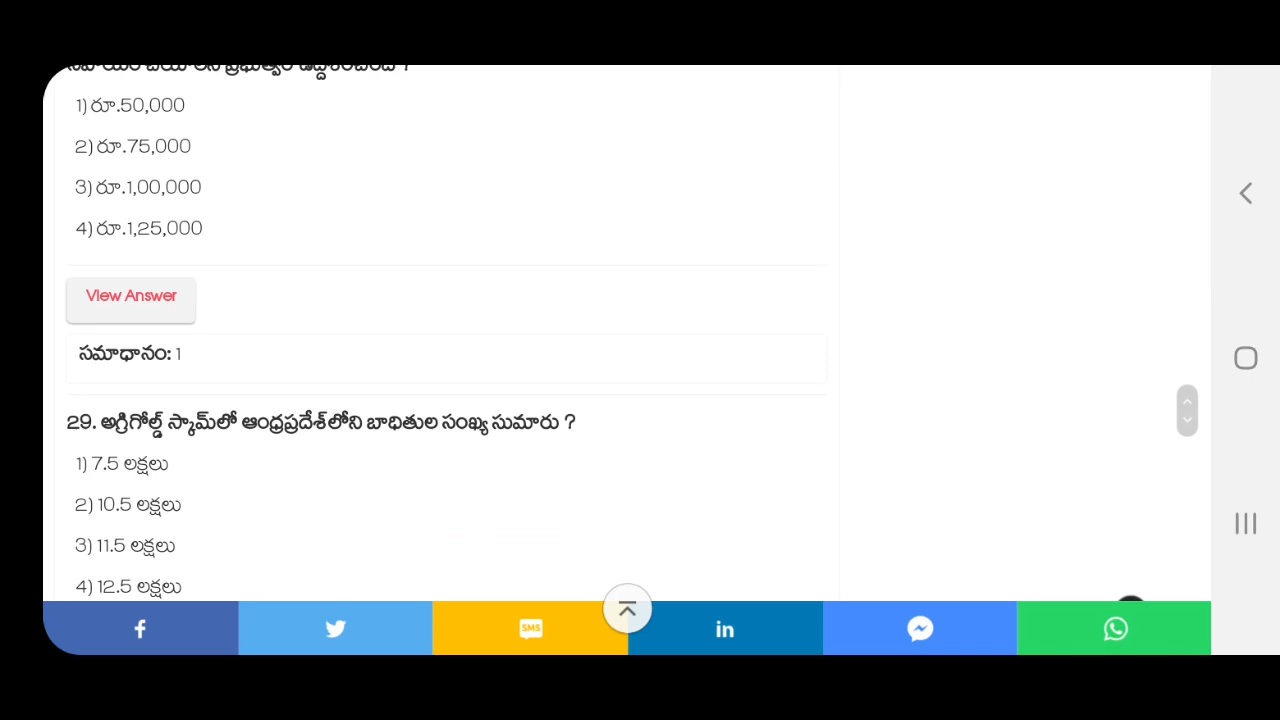 1) రూ.50,000
2) రూ.75,000
3) రూ.1,00,000
4) రూ.1,25,000
View Answer
సమాధానం: 1
29. అగ్రిగోల్డ్ స్కామ్‌లో ఆంధ్రప్రదేశ్‌లోని బాధితుల సంఖ్య సుమారు ?
1) 7.5 లక్షలు
2) 10.5 లక్షలు
3) 11.5 లక్షలు
4) 12.5 లక్షలు
SMS
in